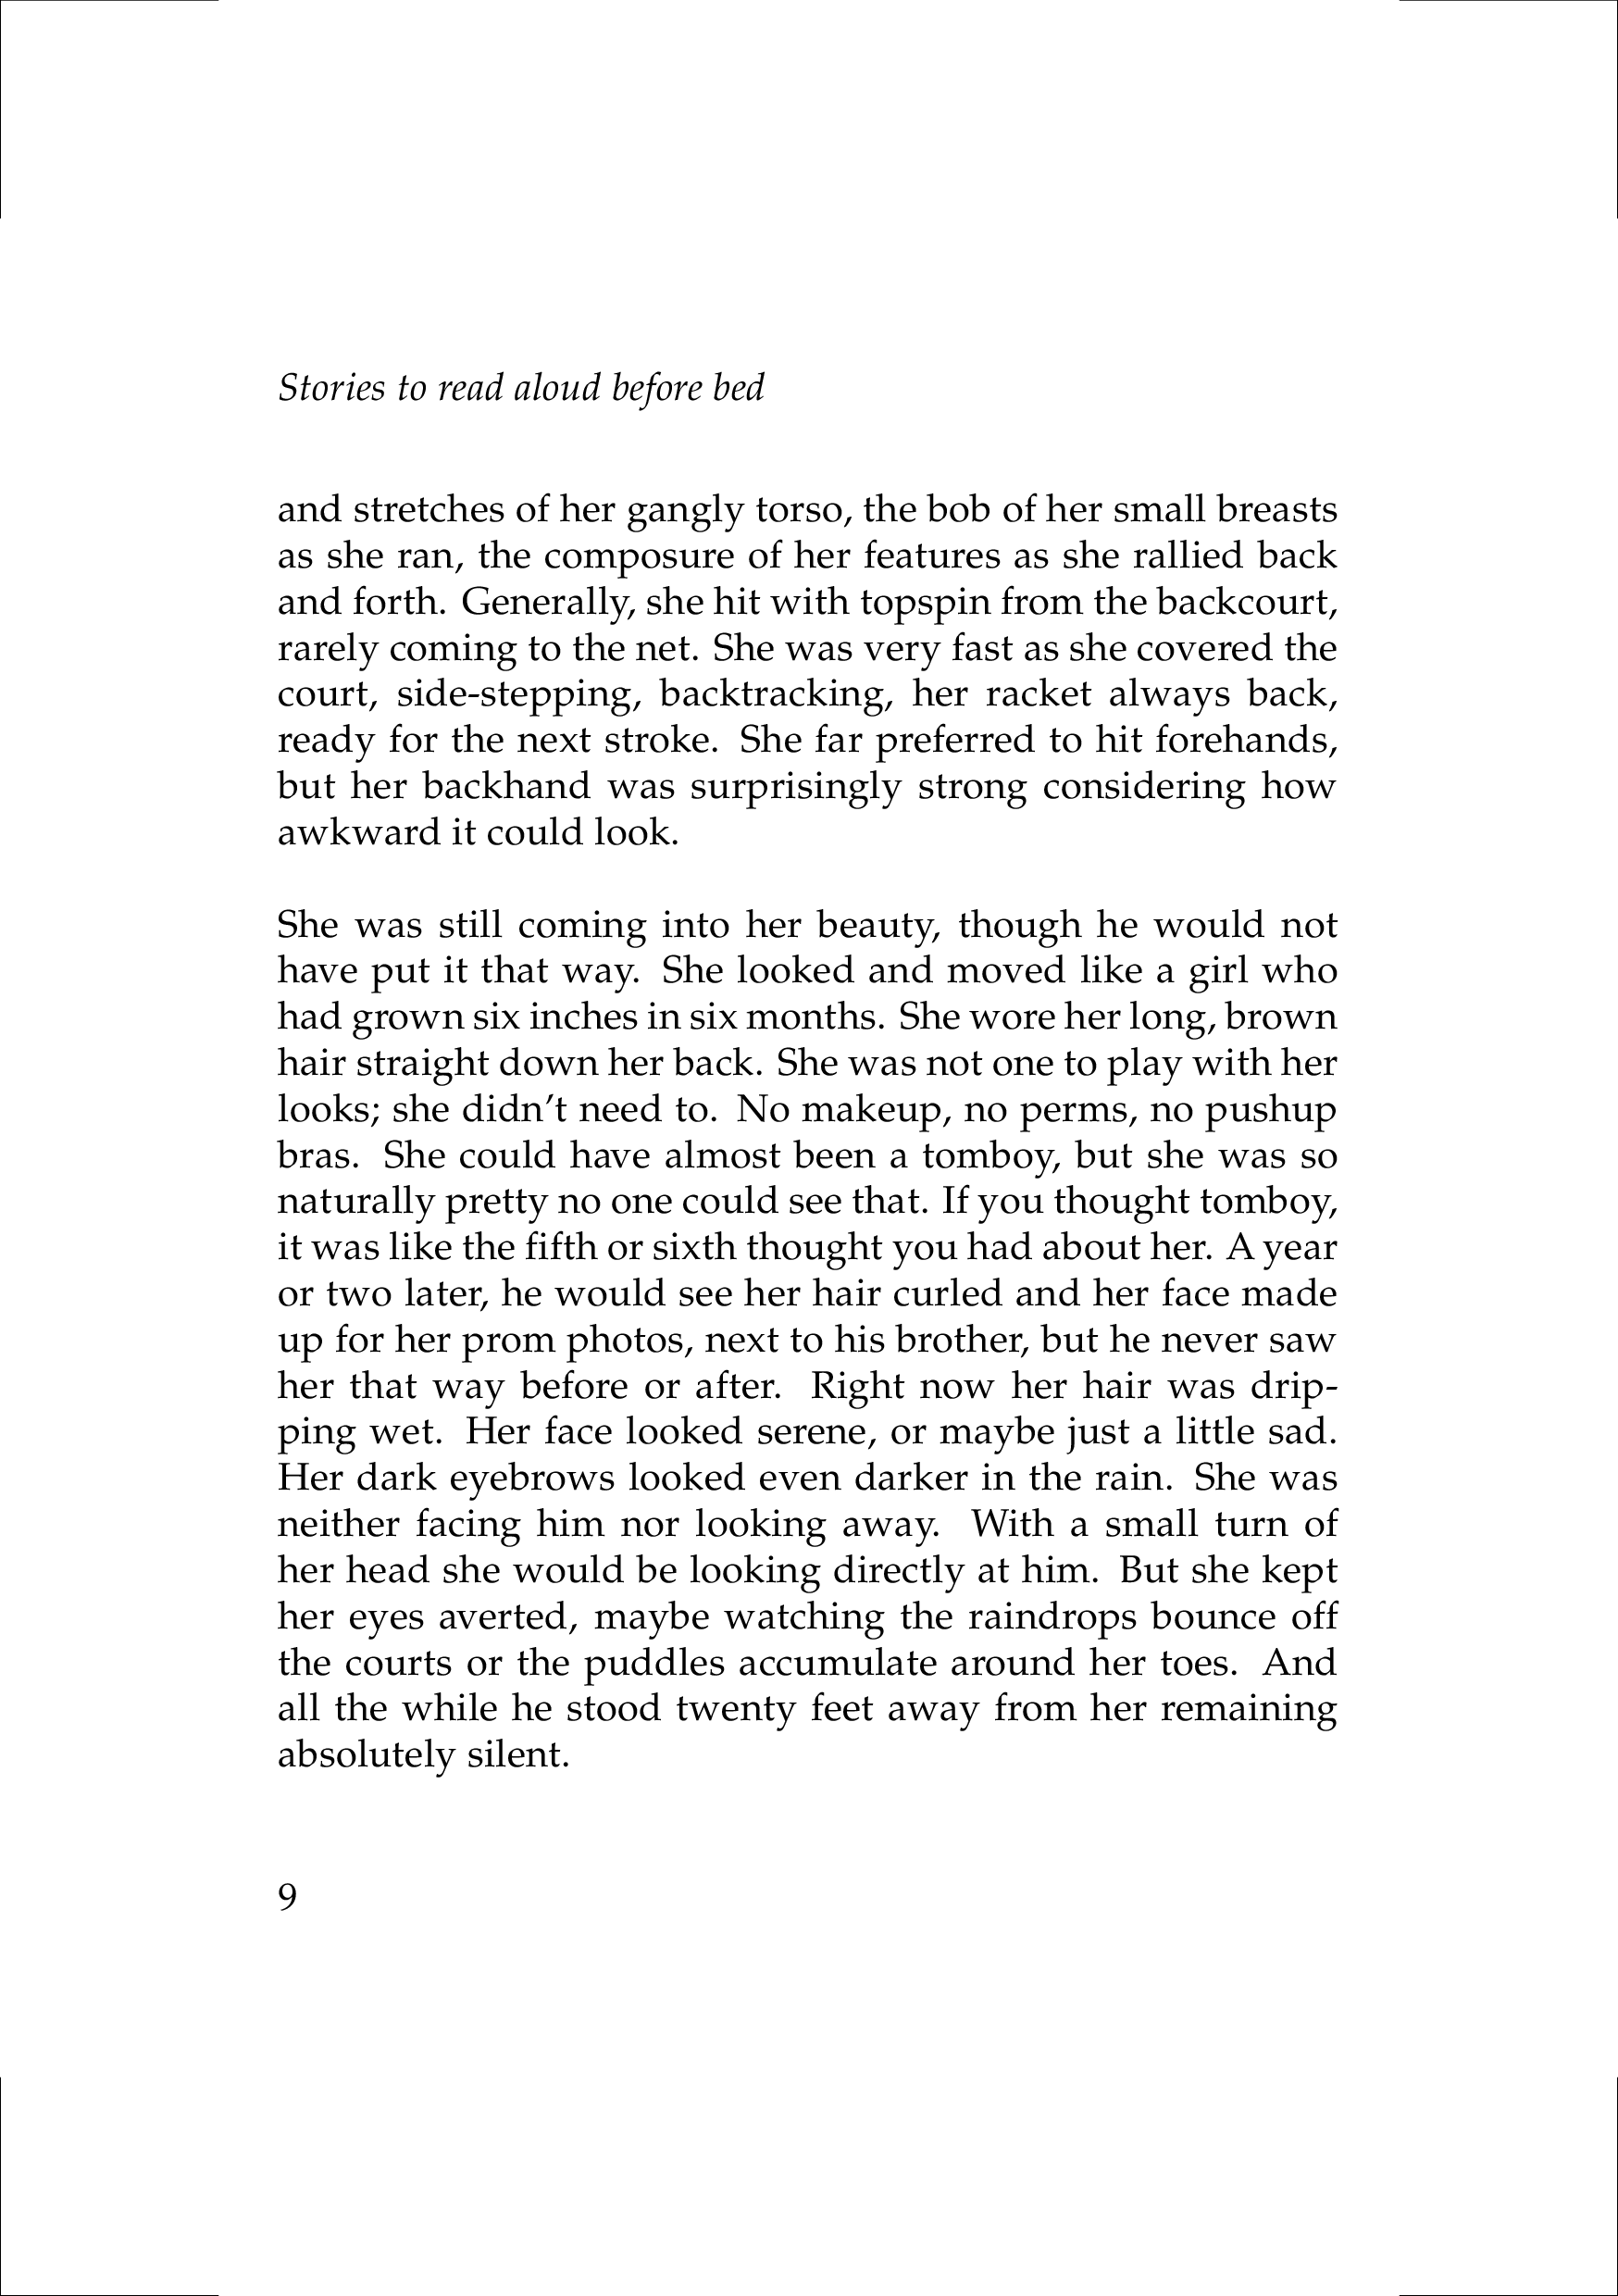 Stories to read aloud before bed
and stretches of her gangly torso, the bob of her small breasts
as she ran, the composure of her features as she rallied back
and forth. Generally, she hit with topspin from the backcourt,
rarely coming to the net. She was very fast as she covered the
court, side-stepping, backtracking, her racket always back,
ready for the next stroke. She far preferred to hit forehands,
but her backhand was surprisingly strong considering how
awkward it could look.
She was still coming into her beauty, though he would not
have put it that way. She looked and moved like a girl who
had grown six inches in six months. She wore her long, brown
hair straight down her back. She was not one to play with her
looks; she didn't need to. No makeup, no perms, no pushup
bras. She could have almost been a tomboy, but she was so
naturally pretty no one could see that. If you thought tomboy,
it was like the fifth or sixth thought you had about her. A year
or two later, he would see her hair curled and her face made
up for her prom photos, next to his brother, but he never saw
her that way before or after. Right now her hair was drip-
ping wet. Her face looked serene, or maybe just a little sad.
Her dark eyebrows looked even darker in the rain. She was
neither facing him nor looking away. With a small turn of
her head she would be looking directly at him. But she kept
her eyes averted, maybe watching the raindrops bounce off
the courts or the puddles accumulate around her toes. And
all the while he stood twenty feet away from her remaining
absolutely silent.
9